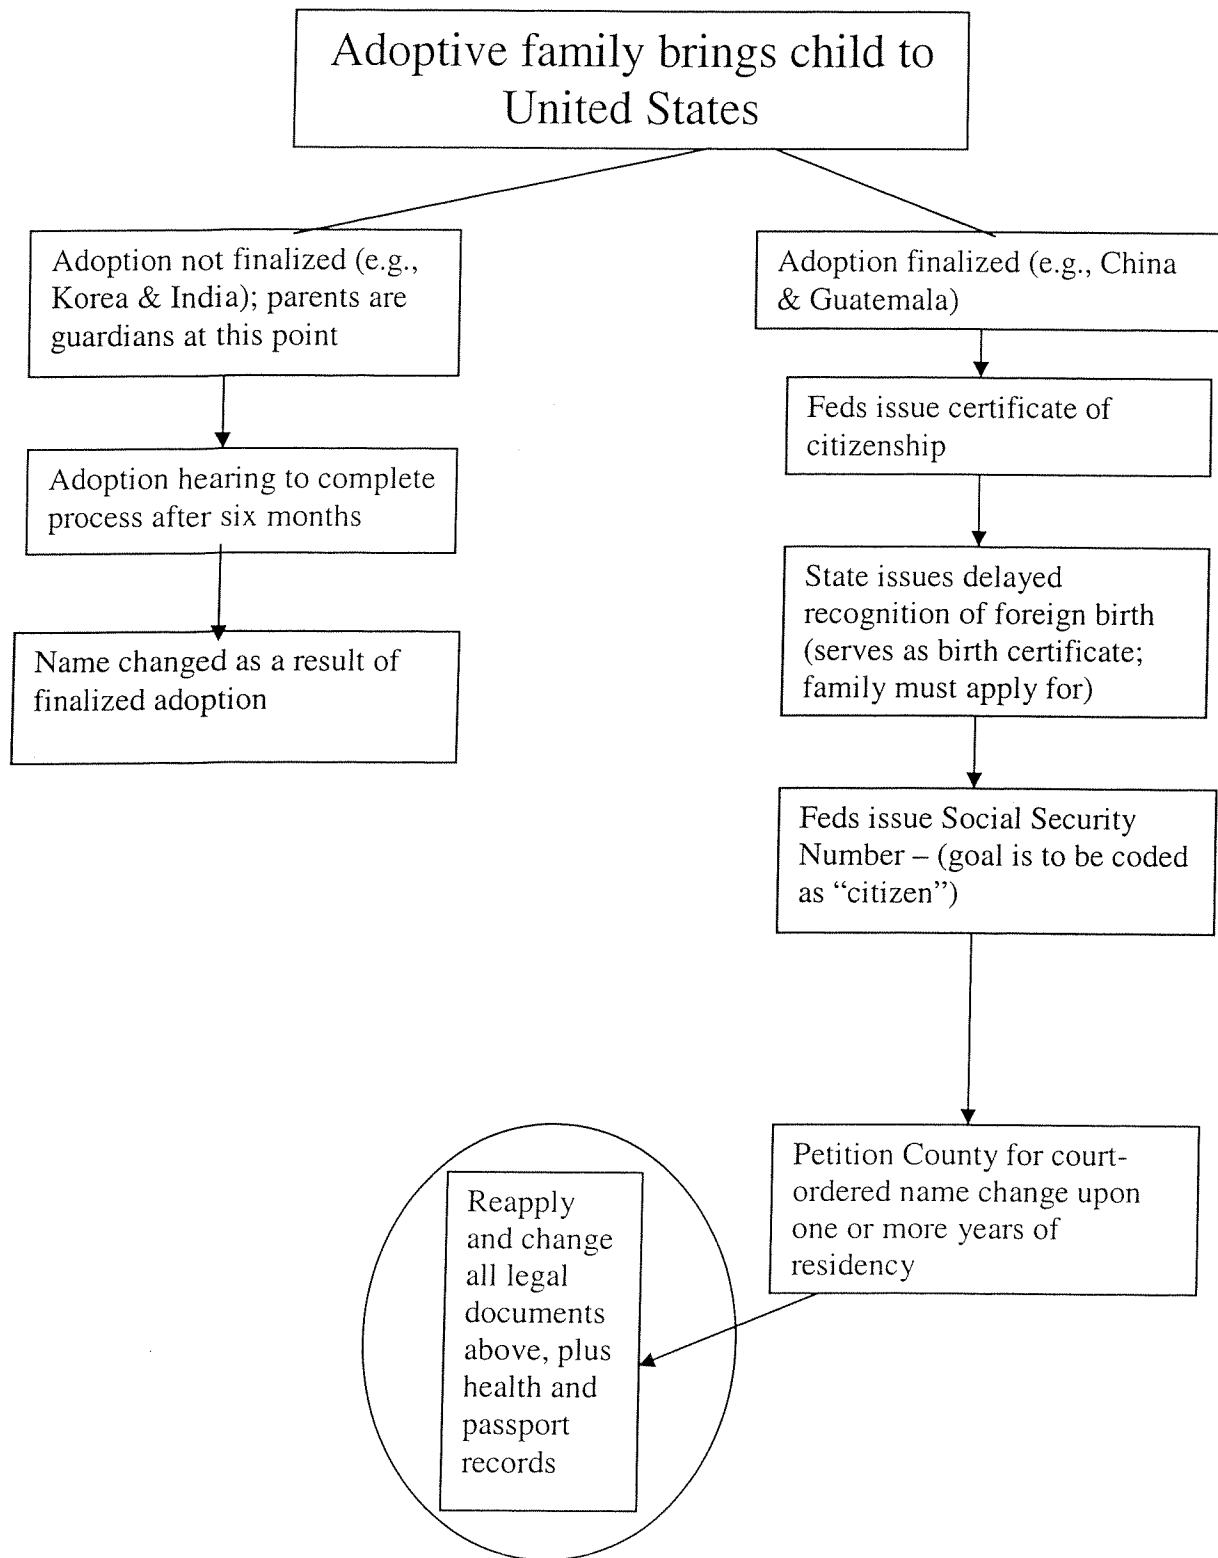 Adoptive family brings child to
United States
Adoption not finalized (e.g.,
Korea & India); parents are
guardians at this point
Adoption hearing to complete
process after six months
Name changed as a result of
finalized adoption
Adoption finalized (e.g., China
& Guatemala)
Feds issue certificate of
citizenship
State issues delayed
recognition of foreign birth
(serves as birth certificate;
family must apply for)
Feds issue Social Security
Number – (goal is to be coded
as “citizen”)
Petition County for court-
ordered name change upon
one or more years of
residency
Reapply
and change
all legal
documents
above, plus
health and
passport
records